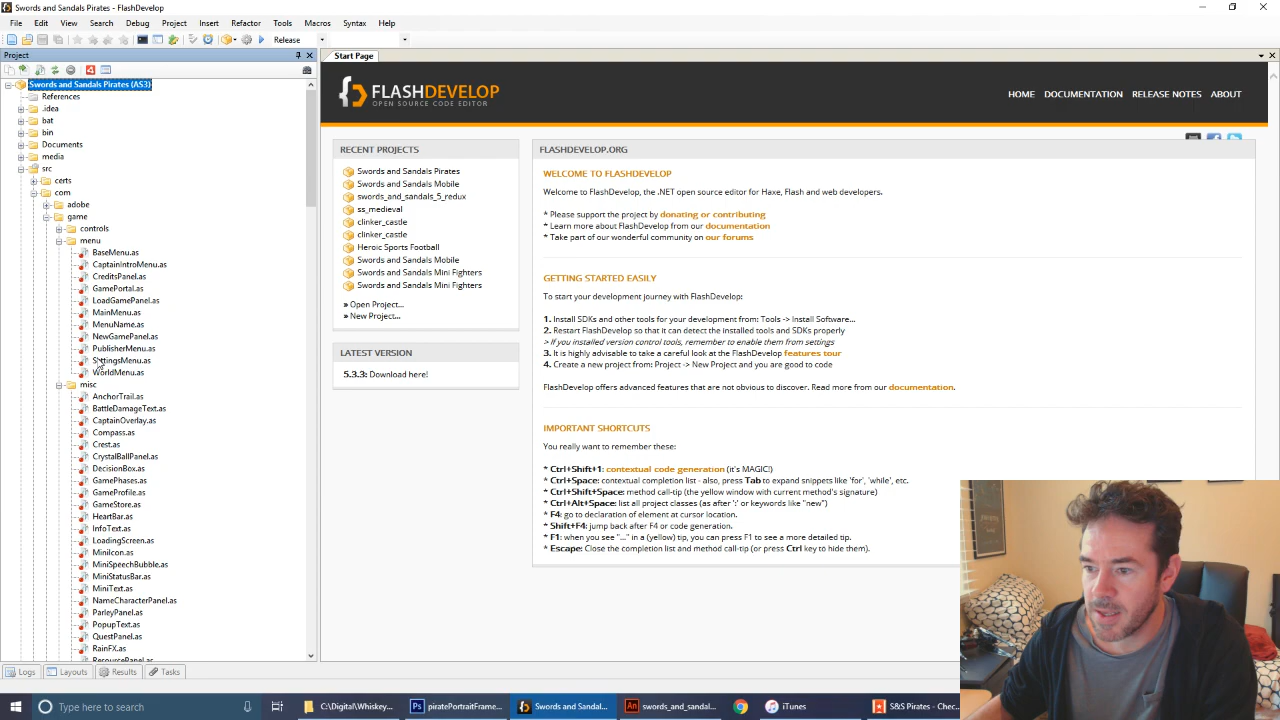 Swords and Sandals Pirates - FlashDevelop
File Edit View Search Debug Project Insert Refactor Tools Macros Syntax Help
Release
Project
Start Page
Swords and Sandals Pirates (AS3)
References
.idea
bat
bin
Documents
media
src
certs
com
adobe
game
controls
menu
BaseMenu.as
CaptainIntroMenu.as
CreditsPanel.as
GamePortal.as
LoadGamePanel.as
MainMenu.as
MenuName.as
NewGamePanel.as
PublisherMenu.as
SettingsMenu.as
WorldMenu.as
misc
AnchorTrail.as
BattleDamageText.as
CaptainOverlay.as
Compass.as
Crest.as
CrystalBallPanel.as
DecisionBox.as
GamePhases.as
GameProfile.as
GameStore.as
HeartBar.as
InfoText.as
LoadingScreen.as
MiniIcon.as
MiniSpeechBubble.as
MiniStatusBar.as
MiniText.as
NameCharacterPanel.as
ParleyPanel.as
PopupText.as
QuestPanel.as
RainFX.as
ResourcePanel.as
Logs Layouts Results Tasks
FLASHDEVELOP
OPEN SOURCE CODE EDITOR
HOME DOCUMENTATION RELEASE NOTES ABOUT
RECENT PROJECTS
Swords and Sandals Pirates
Swords and Sandals Mobile
swords_and_sandals_5_redux
ss_medieval
clinker_castle
clinker_castle
Heroic Sports Football
Swords and Sandals Mobile
Swords and Sandals Mini Fighters
Swords and Sandals Mini Fighters
» Open Project...
» New Project...
LATEST VERSION
5.3.3: Download here!
FLASHDEVELOP.ORG
WELCOME TO FLASHDEVELOP
Welcome to FlashDevelop, the .NET open source editor for Haxe, Flash and web developers.
* Please support the project by donating or contributing
* Learn more about FlashDevelop from our documentation
* Take part of our wonderful community on our forums
GETTING STARTED EASILY
To start your development journey with FlashDevelop:
1. Install SDKs and other tools for your development from: Tools -> Install Software...
2. Restart FlashDevelop so that it can detect the installed tools and SDKs properly
> If you installed version control tools, remember to enable them from settings
3. It is highly advisable to take a careful look at the FlashDevelop features tour
4. Create a new project from: Project -> New Project and you are good to code
FlashDevelop offers advanced features that are not obvious to discover. Read more from our documentation.
IMPORTANT SHORTCUTS
You really want to remember these:
* Ctrl+Shift+1: contextual code generation (it's MAGIC!)
* Ctrl+Space: contextual completion list - also, press Tab to expand snippets like 'for', 'while', etc.
* Ctrl+Shift+Space: method call-tip (the yellow window with current method's signature)
* Ctrl+Alt+Space: list all project classes (as after ':' or keywords like "new")
* F4: go to declaration of element at cursor location.
* Shift+F4: jump back after F4 or code generation.
* F1: when you see "..." in a (yellow) tip, you can press F1 to see a more detailed tip.
* Escape: Close the completion list and method call-tip (or press Ctrl key to hide them).
Type here to search
C:\Digital\Whiskey...
piratePortraitFrame...
Swords and Sandal...
swords_and_sandal...
iTunes
S&S Pirates - Chec...